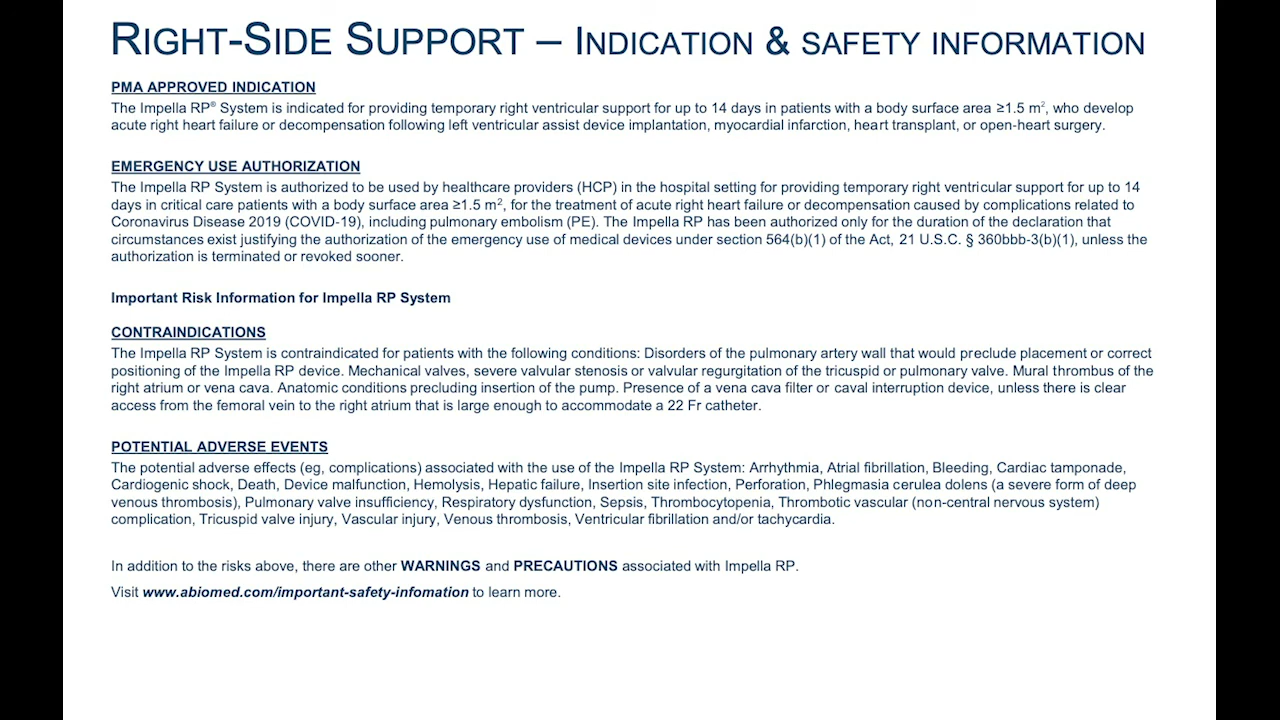 RIGHT-SIDE SUPPORT – INDICATION & SAFETY INFORMATION
PMA APPROVED INDICATION
The Impella RP® System is indicated for providing temporary right ventricular support for up to 14 days in patients with a body surface area ≥1.5 m², who develop
acute right heart failure or decompensation following left ventricular assist device implantation, myocardial infarction, heart transplant, or open-heart surgery.
EMERGENCY USE AUTHORIZATION
The Impella RP System is authorized to be used by healthcare providers (HCP) in the hospital setting for providing temporary right ventricular support for up to 14
days in critical care patients with a body surface area ≥1.5 m², for the treatment of acute right heart failure or decompensation caused by complications related to
Coronavirus Disease 2019 (COVID-19), including pulmonary embolism (PE). The Impella RP has been authorized only for the duration of the declaration that
circumstances exist justifying the authorization of the emergency use of medical devices under section 564(b)(1) of the Act, 21 U.S.C. § 360bbb-3(b)(1), unless the
authorization is terminated or revoked sooner.
Important Risk Information for Impella RP System
CONTRAINDICATIONS
The Impella RP System is contraindicated for patients with the following conditions: Disorders of the pulmonary artery wall that would preclude placement or correct
positioning of the Impella RP device. Mechanical valves, severe valvular stenosis or valvular regurgitation of the tricuspid or pulmonary valve. Mural thrombus of the
right atrium or vena cava. Anatomic conditions precluding insertion of the pump. Presence of a vena cava filter or caval interruption device, unless there is clear
access from the femoral vein to the right atrium that is large enough to accommodate a 22 Fr catheter.
POTENTIAL ADVERSE EVENTS
The potential adverse effects (eg, complications) associated with the use of the Impella RP System: Arrhythmia, Atrial fibrillation, Bleeding, Cardiac tamponade,
Cardiogenic shock, Death, Device malfunction, Hemolysis, Hepatic failure, Insertion site infection, Perforation, Phlegmasia cerulea dolens (a severe form of deep
venous thrombosis), Pulmonary valve insufficiency, Respiratory dysfunction, Sepsis, Thrombocytopenia, Thrombotic vascular (non-central nervous system)
complication, Tricuspid valve injury, Vascular injury, Venous thrombosis, Ventricular fibrillation and/or tachycardia.
In addition to the risks above, there are other WARNINGS and PRECAUTIONS associated with Impella RP.
Visit www.abiomed.com/important-safety-infomation to learn more.